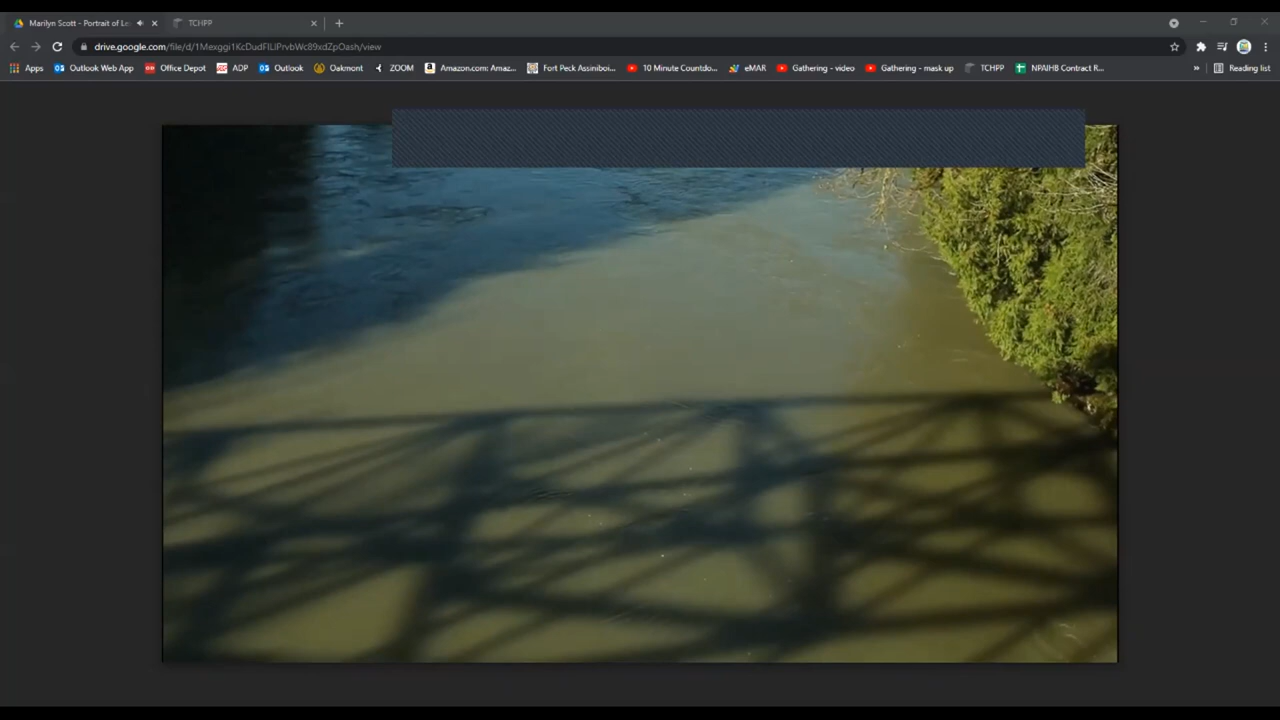 Marilyn Scott - Portrait of Le
TCHPP
drive.google.com/file/d/1Mexggi1KcDudFlLlPrvbWc89xdZpOash/view
Apps Outlook Web App Office Depot ADP Outlook Oakmont ZOOM Amazon.com: Amaz... Fort Peck Assiniboi... 10 Minute Countdo... eMAR Gathering - video Gathering - mask up TCHPP NPAIHB Contract R... » Reading list